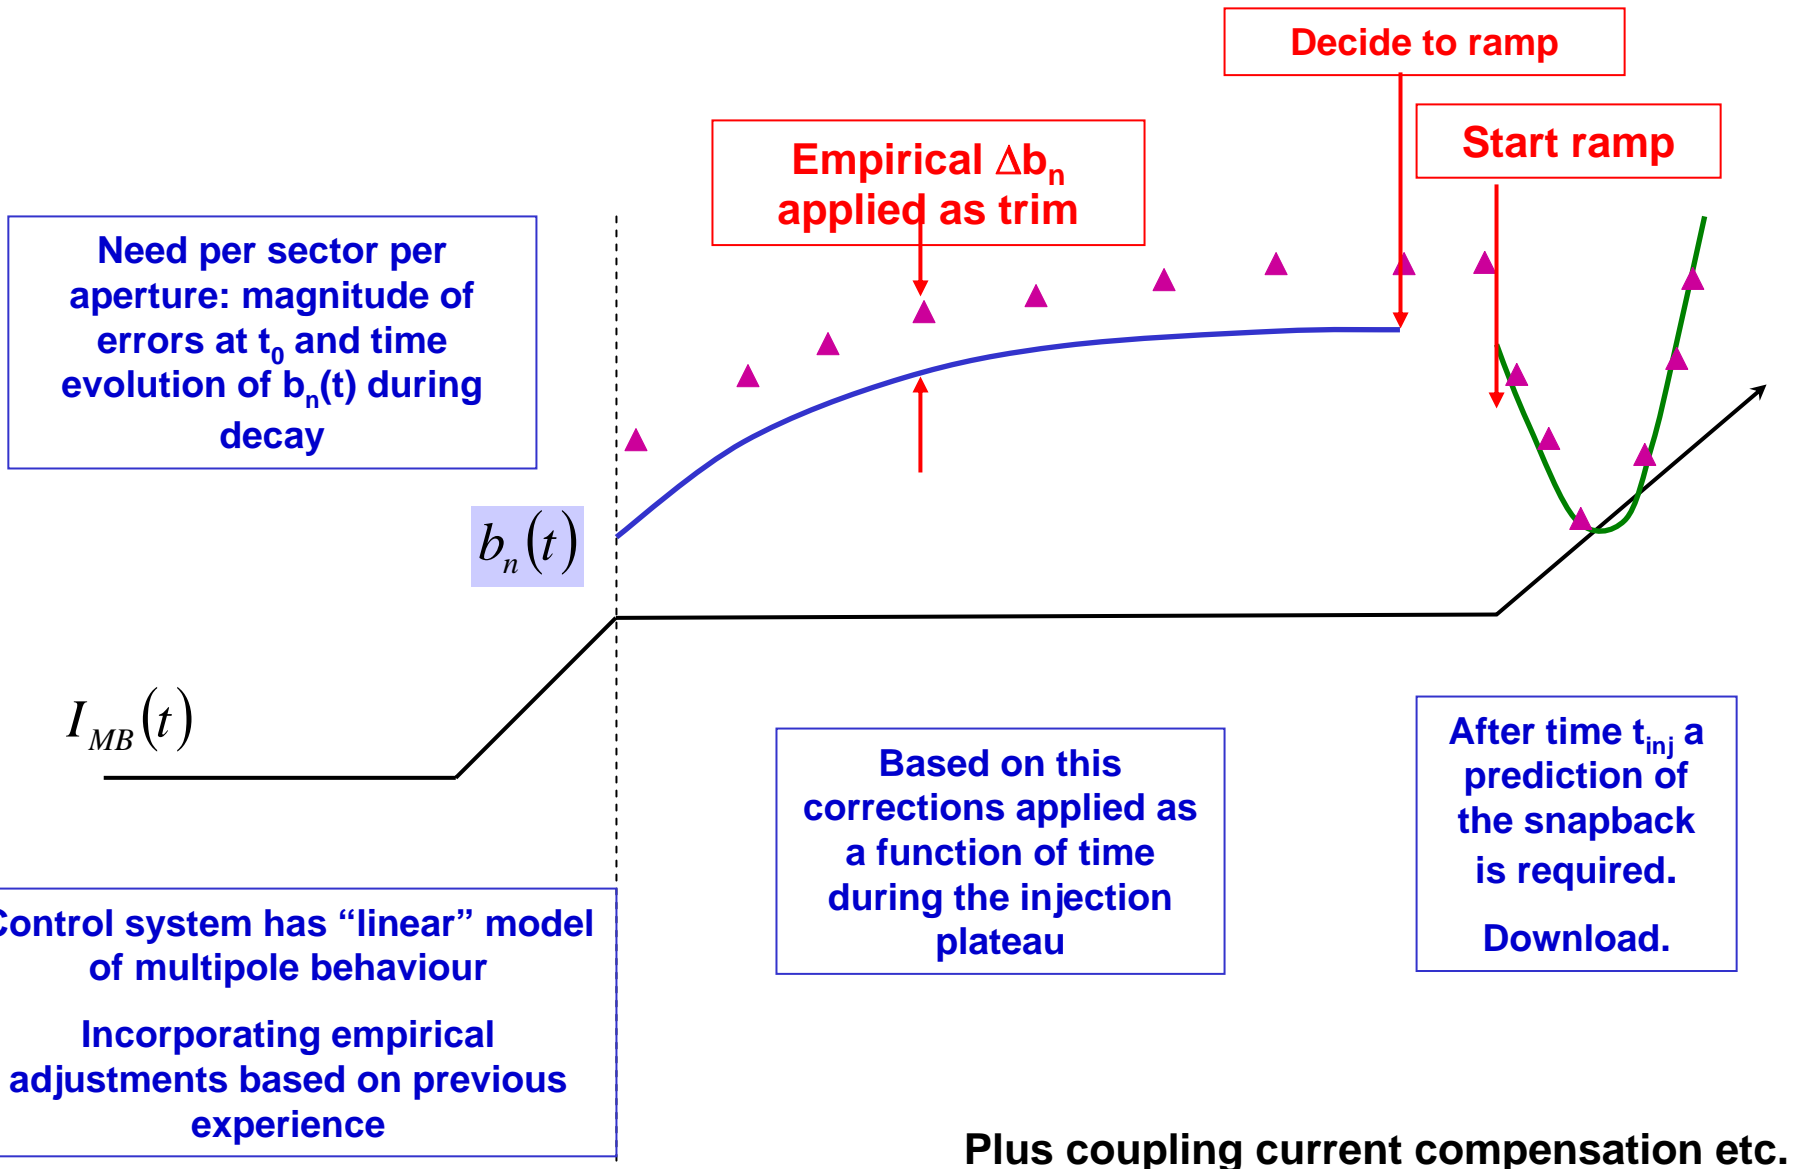 Decide to ramp
Start ramp
Empirical Δbn
applied as trim
Need per sector per
aperture: magnitude of
errors at t0 and time
evolution of bn(t) during
decay
bn(t)
IMB(t)
Based on this
corrections applied as
a function of time
during the injection
plateau
After time tinj a
prediction of
the snapback
is required.
Download.
Control system has “linear” model
of multipole behaviour
Incorporating empirical
adjustments based on previous
experience
Plus coupling current compensation etc.